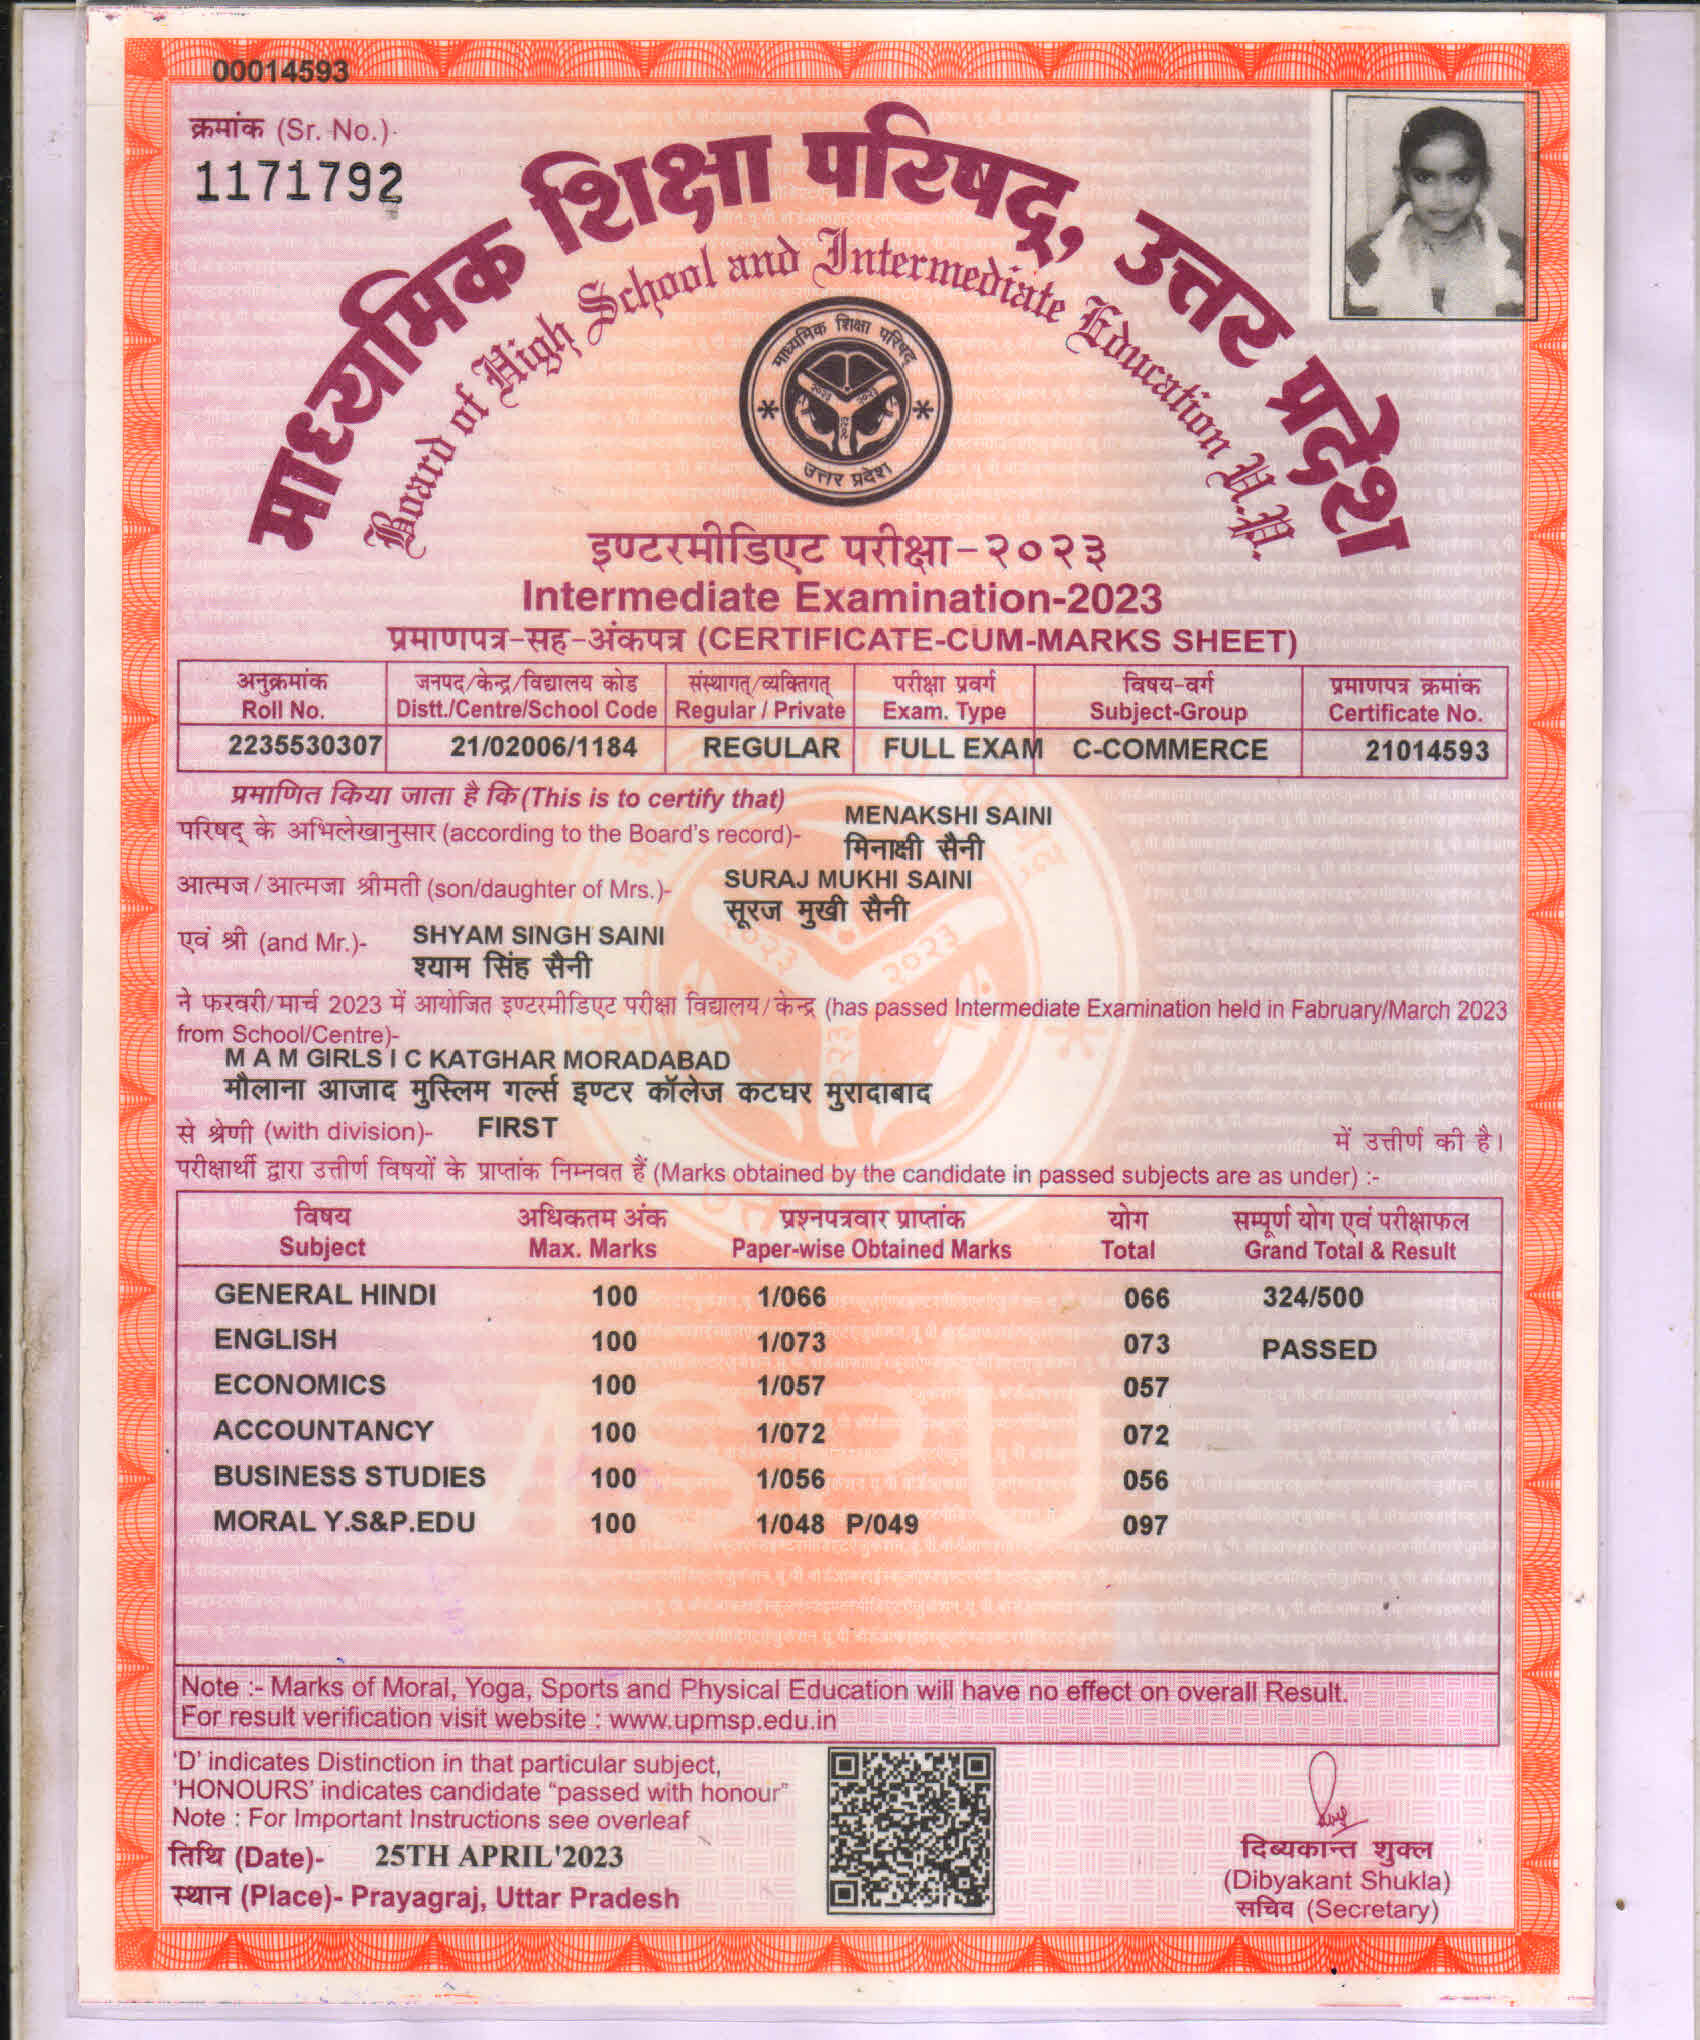 00014593
क्रमांक (Sr. No.)-
1171792
माध्यमिक शिक्षा परिषद्, उत्तर प्रदेश
Board of High School and Intermediate Education U.P.
माध्यमिक शिक्षा परिषद्
२०२३ २०२३
२०२३
उत्तर प्रदेश
इण्टरमीडिएट परीक्षा-२०२३
Intermediate Examination-2023
प्रमाणपत्र-सह-अंकपत्र (CERTIFICATE-CUM-MARKS SHEET)
अनुक्रमांक जनपद/केन्द्र/विद्यालय कोड संस्थागत्/व्यक्तिगत् परीक्षा प्रवर्ग विषय-वर्ग प्रमाणपत्र क्रमांक
Roll No. Distt./Centre/School Code Regular / Private Exam. Type Subject-Group Certificate No.
2235530307 21/02006/1184 REGULAR FULL EXAM C-COMMERCE 21014593
प्रमाणित किया जाता है कि (This is to certify that)
परिषद् के अभिलेखानुसार (according to the Board's record)- MENAKSHI SAINI
मिनाक्षी सैनी
आत्मज/आत्मजा श्रीमती (son/daughter of Mrs.)- SURAJ MUKHI SAINI
सूरज मुखी सैनी
एवं श्री (and Mr.)- SHYAM SINGH SAINI
श्याम सिंह सैनी
ने फरवरी/मार्च 2023 में आयोजित इण्टरमीडिएट परीक्षा विद्यालय/केन्द्र (has passed Intermediate Examination held in Fabruary/March 2023
from School/Centre)-
M A M GIRLS I C KATGHAR MORADABAD
मौलाना आजाद मुस्लिम गर्ल्स इण्टर कॉलेज कटघर मुरादाबाद
से श्रेणी (with division)- FIRST में उत्तीर्ण की है।
परीक्षार्थी द्वारा उत्तीर्ण विषयों के प्राप्तांक निम्नवत हैं (Marks obtained by the candidate in passed subjects are as under) :-
विषय अधिकतम अंक प्रश्नपत्रवार प्राप्तांक योग सम्पूर्ण योग एवं परीक्षाफल
Subject Max. Marks Paper-wise Obtained Marks Total Grand Total & Result
GENERAL HINDI 100 1/066 066 324/500
ENGLISH 100 1/073 073 PASSED
ECONOMICS 100 1/057 057
ACCOUNTANCY 100 1/072 072
BUSINESS STUDIES 100 1/056 056
MORAL Y.S&P.EDU 100 1/048 P/049 097
Note :- Marks of Moral, Yoga, Sports and Physical Education will have no effect on overall Result.
For result verification visit website : www.upmsp.edu.in
'D' indicates Distinction in that particular subject,
'HONOURS' indicates candidate "passed with honour"
Note : For Important Instructions see overleaf
तिथि (Date)- 25TH APRIL'2023
स्थान (Place)- Prayagraj, Uttar Pradesh
दिब्यकान्त शुक्ल
(Dibyakant Shukla)
सचिव (Secretary)